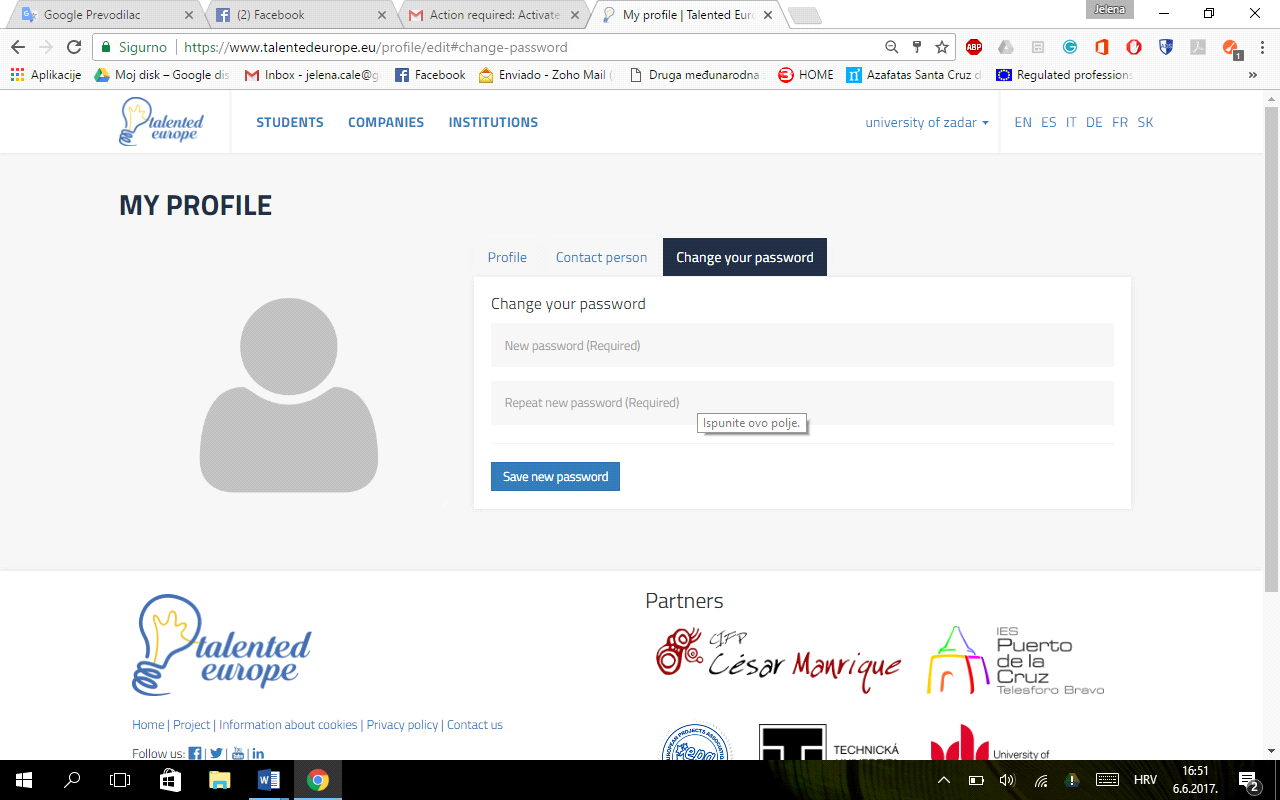 Google Prevodilac
(2) Facebook
Action required: Activate
My profile | Talented Euro
Jelena
Sigurno
https://www.talentedeurope.eu/profile/edit#change-password
ABP
1
Aplikacije
Moj disk – Google dis
Inbox - jelena.cale@g
Facebook
Enviado - Zoho Mail (
Druga međunarodna
HOME
Azafatas Santa Cruz d
Regulated professions
talented
europe
STUDENTS
COMPANIES
INSTITUTIONS
university of zadar
EN ES IT DE FR SK
MY PROFILE
Profile
Contact person
Change your password
Change your password
New password (Required)
Repeat new password (Required)
Ispunite ovo polje.
Save new password
talented
europe
Home | Project | Information about cookies | Privacy policy | Contact us
Follow us:
Partners
CIFP
César Manrique
IES
Puerto
de la
Cruz
Telesforo Bravo
TECHNICKÁ
University of
HRV
16:51
6.6.2017.
2